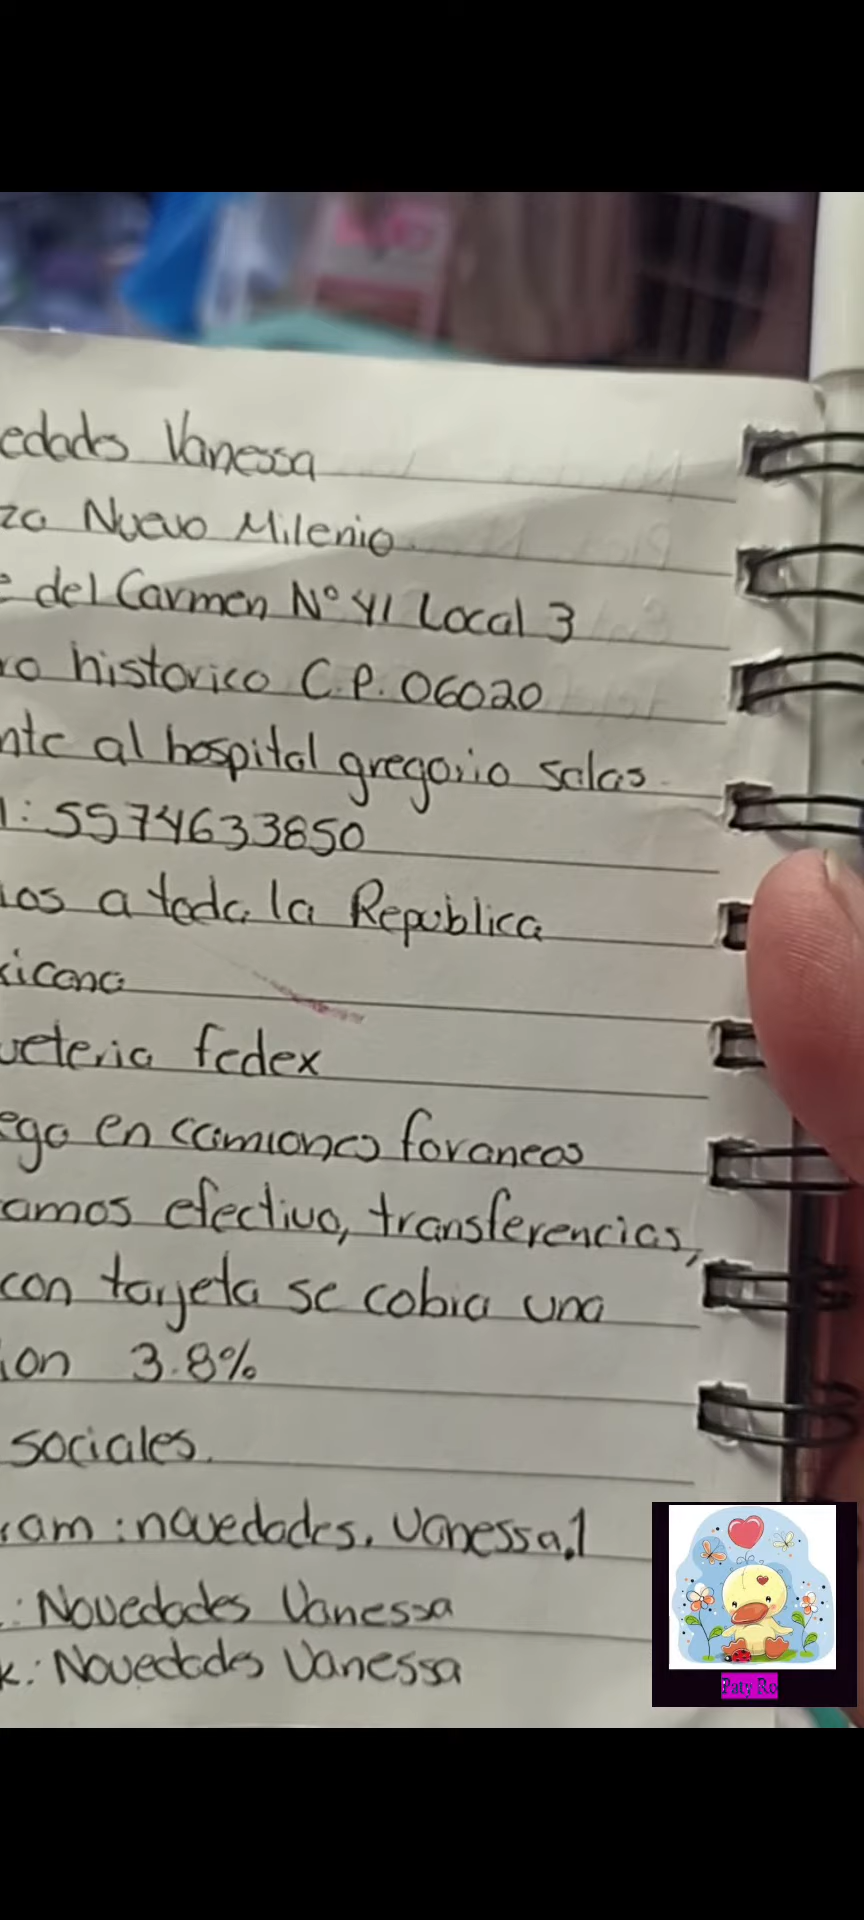 edades Vanessa
za Nuevo Milenio.
e del Carmen N° 41 Local 3
ro historico C.P. 06020
nte al hospital gregorio salas
l: 5574633850
ios a toda la Republica
xicana
ueteria fedex
ega en camiones foraneos
amos efectivo, transferencias,
con tarjeta se cobra una
ion 3.8%
sociales.
ram: novedades.vanessa.1
: Novedades Vanessa
k: Novedades Vanessa
Paty Ro